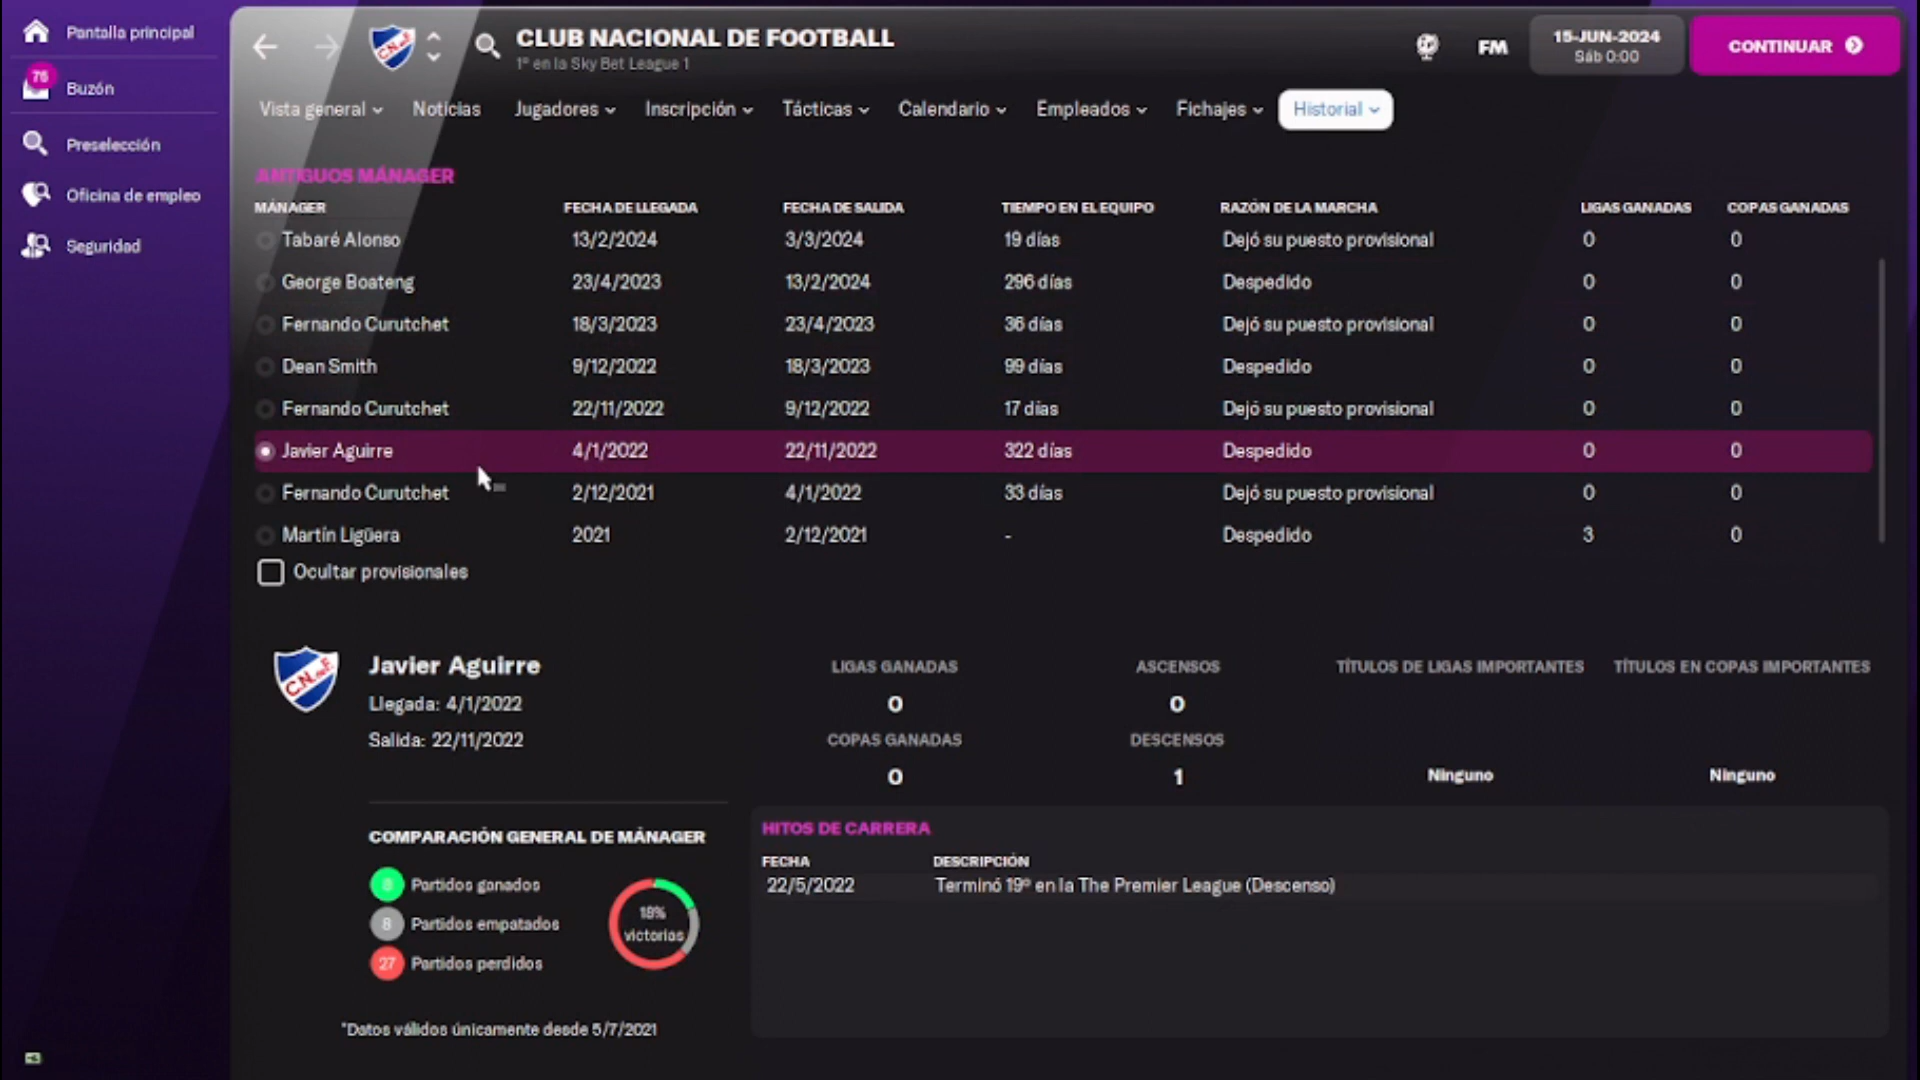 Pantalla principal
76
Buzón
Preselección
Oficina de empleo
Seguridad
CLUB NACIONAL DE FOOTBALL
1º en la Sky Bet League 1
FM
15-JUN-2024
Sáb 0:00
CONTINUAR
Vista general Noticias Jugadores Inscripción Tácticas Calendario Empleados Fichajes Historial
ANTIGUOS MÁNAGER
MÁNAGER FECHA DE LLEGADA FECHA DE SALIDA TIEMPO EN EL EQUIPO RAZÓN DE LA MARCHA LIGAS GANADAS COPAS GANADAS
Tabaré Alonso 13/2/2024 3/3/2024 19 días Dejó su puesto provisional 0 0
George Boateng 23/4/2023 13/2/2024 296 días Despedido 0 0
Fernando Curutchet 18/3/2023 23/4/2023 36 días Dejó su puesto provisional 0 0
Dean Smith 9/12/2022 18/3/2023 99 días Despedido 0 0
Fernando Curutchet 22/11/2022 9/12/2022 17 días Dejó su puesto provisional 0 0
Javier Aguirre 4/1/2022 22/11/2022 322 días Despedido 0 0
Fernando Curutchet 2/12/2021 4/1/2022 33 días Dejó su puesto provisional 0 0
Martín Ligüera 2021 2/12/2021 - Despedido 3 0
Ocultar provisionales
C.N. de F.
Javier Aguirre
Llegada: 4/1/2022
Salida: 22/11/2022
LIGAS GANADAS ASCENSOS TÍTULOS DE LIGAS IMPORTANTES TÍTULOS EN COPAS IMPORTANTES
0 0
COPAS GANADAS DESCENSOS
0 1 Ninguno Ninguno
COMPARACIÓN GENERAL DE MÁNAGER
Partidos ganados
8 Partidos empatados
27 Partidos perdidos
victorias
*Datos válidos únicamente desde 5/7/2021
HITOS DE CARRERA
FECHA DESCRIPCIÓN
22/5/2022 Terminó 19º en la The Premier League (Descenso)